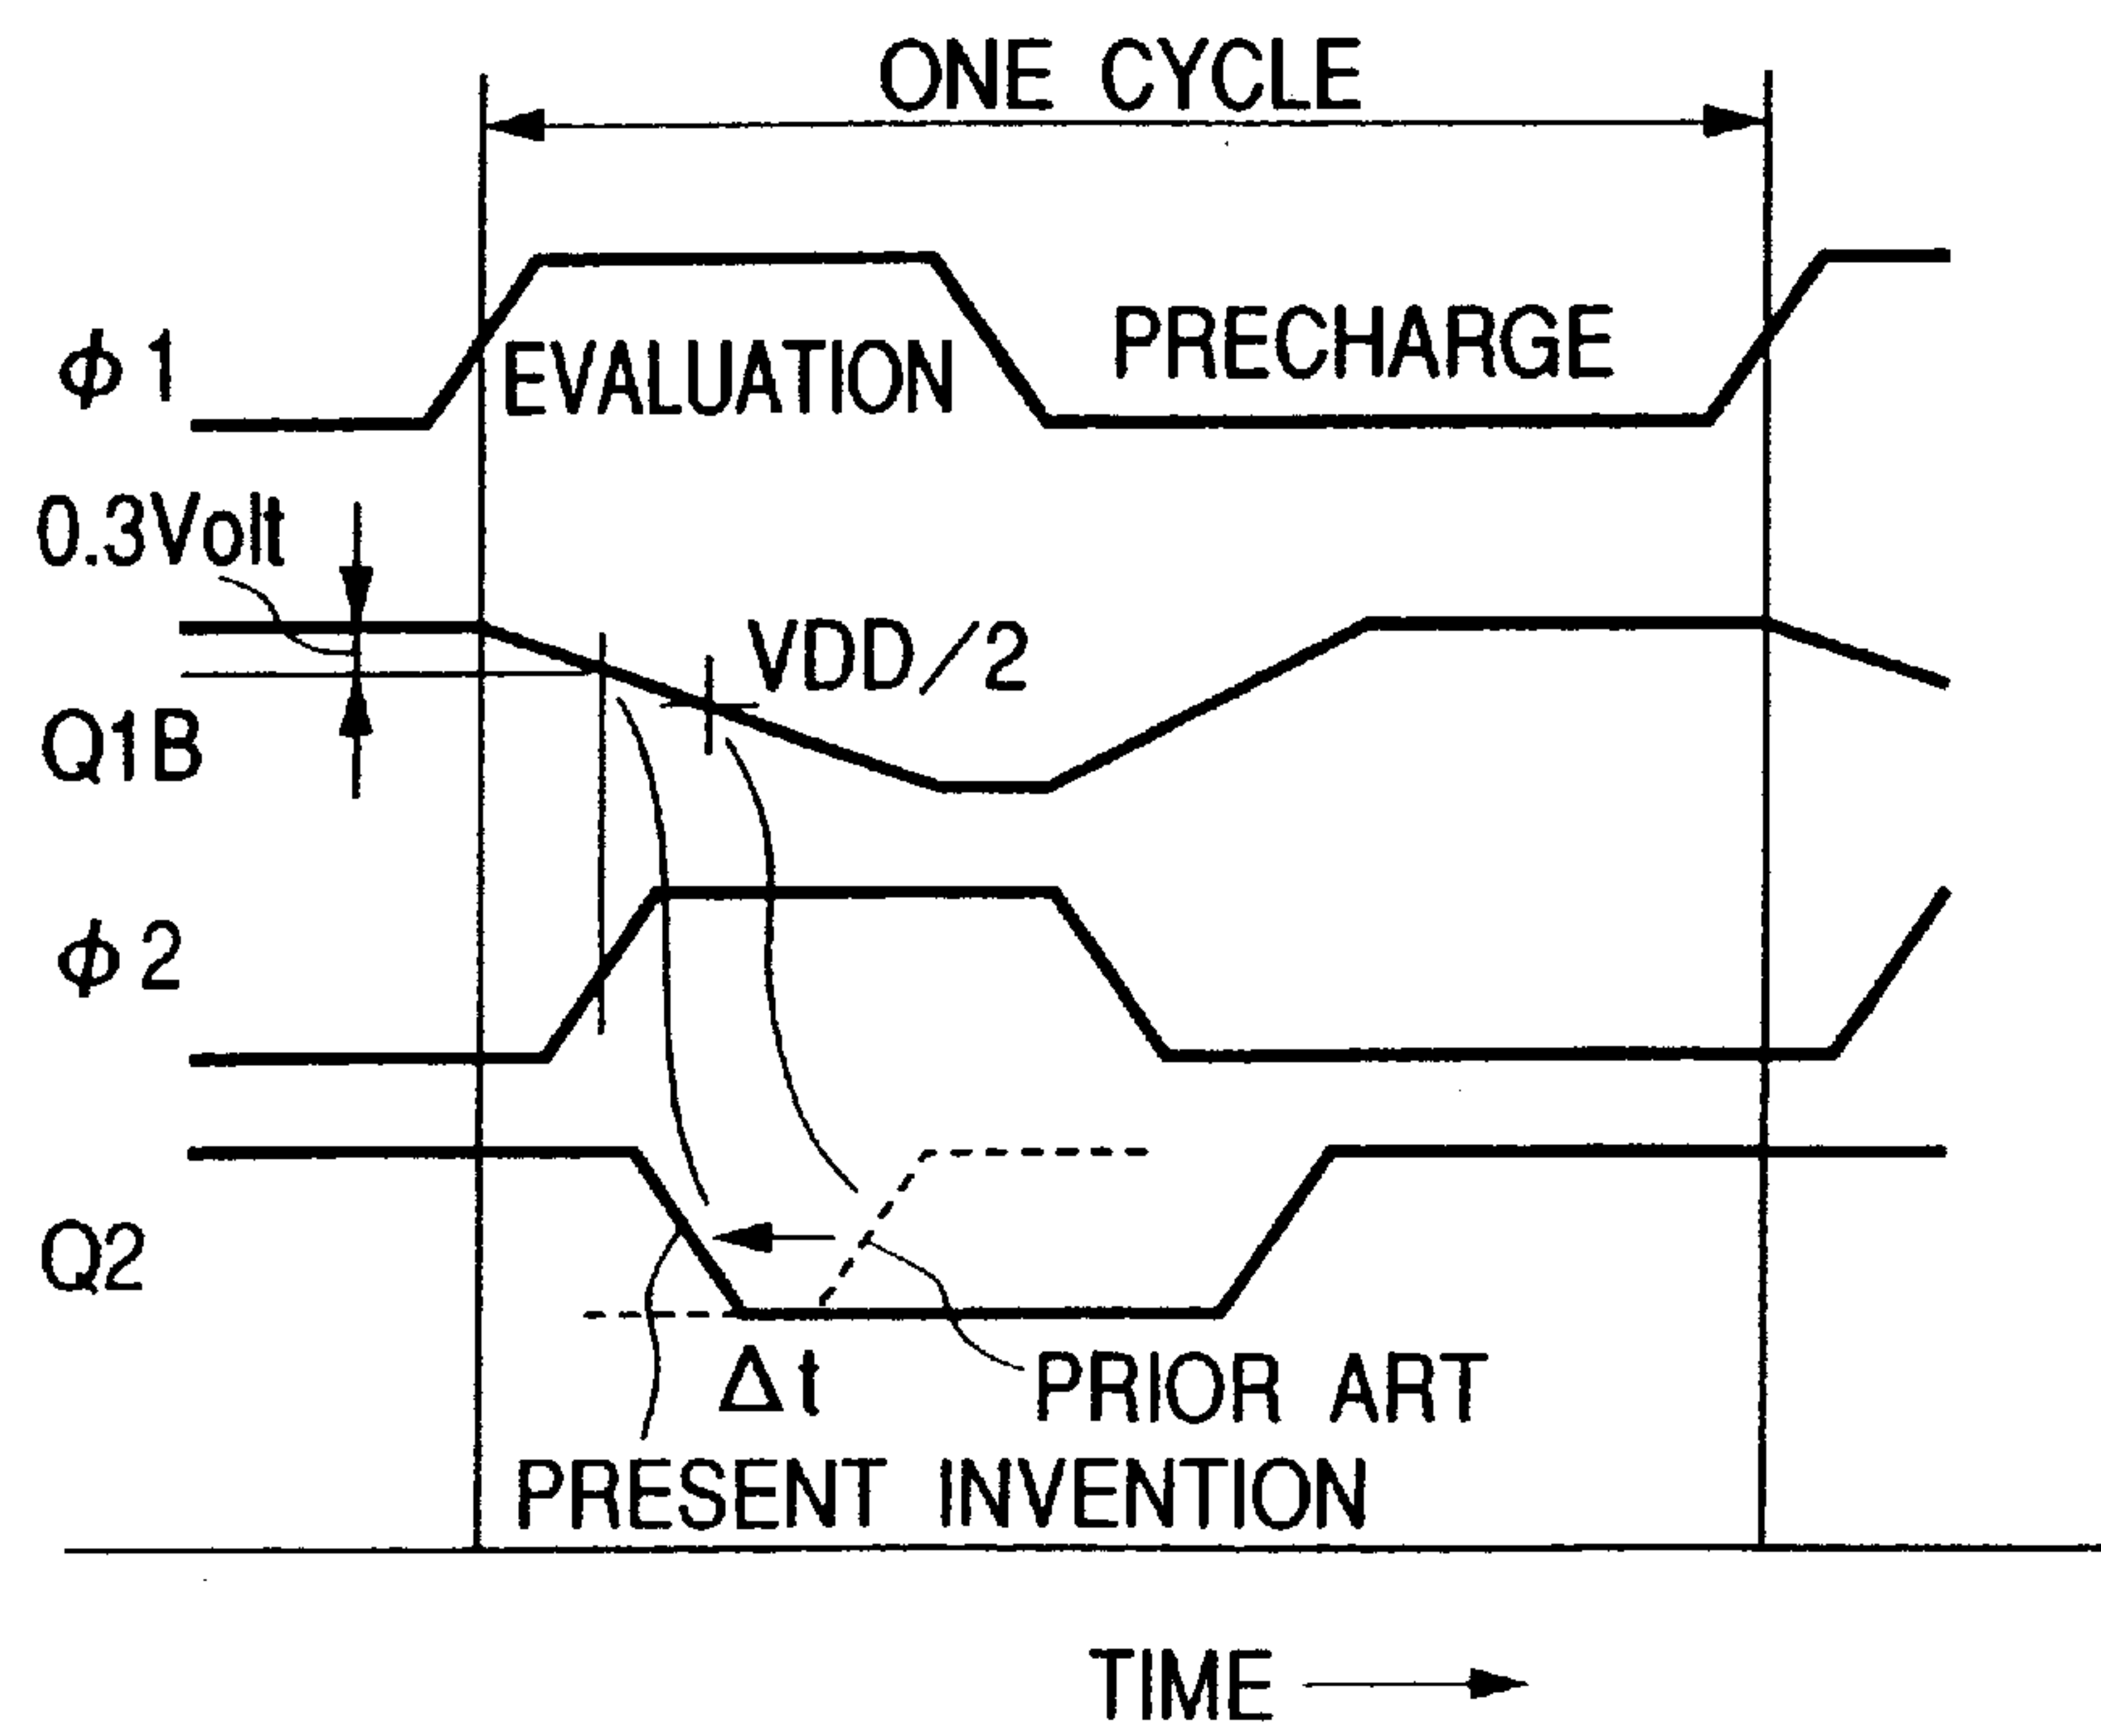 ONE CYCLE
ϕ1
EVALUATION
PRECHARGE
0.3Volt
VDD/2
Q1B
ϕ2
Q2
Δt
PRIOR ART
PRESENT INVENTION
TIME